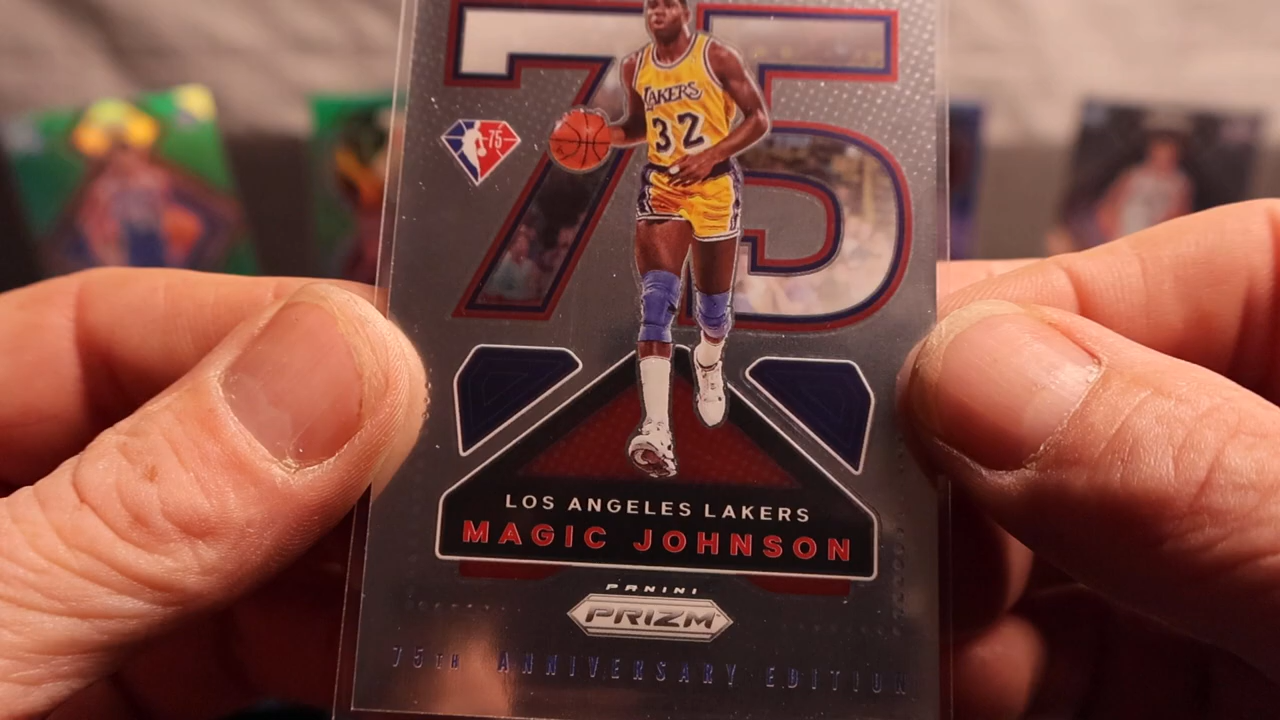 75
75
LAKERS
32
LOS ANGELES LAKERS
MAGIC JOHNSON
PANINI
PRIZM
75TH ANNIVERSARY EDITION